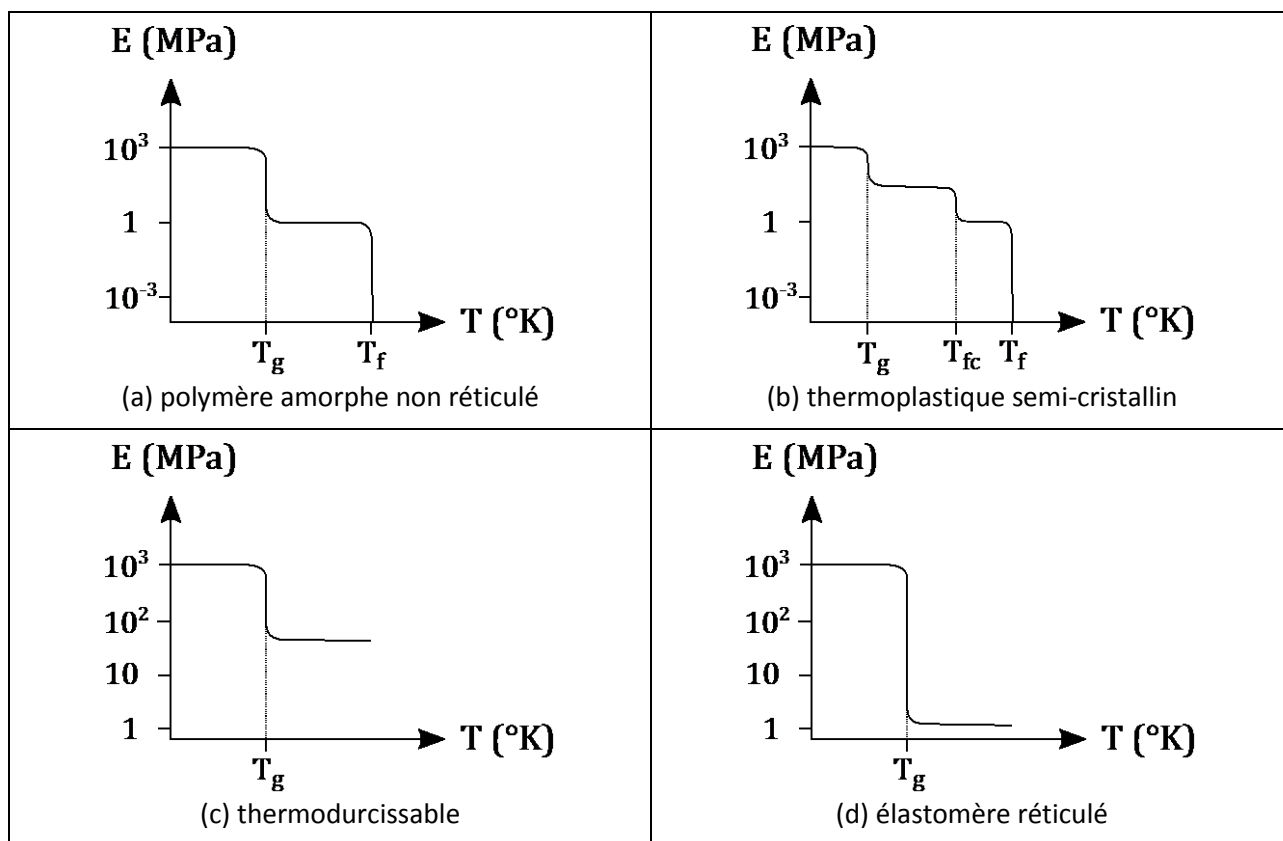 E (MPa)
10³
1
10⁻³
T (°K)
T_g
T_f
(a) polymère amorphe non réticulé
E (MPa)
10³
1
10⁻³
T (°K)
T_g
T_fc
T_f
(b) thermoplastique semi-cristallin
E (MPa)
10³
10²
10
1
T (°K)
T_g
(c) thermodurcissable
E (MPa)
10³
10²
10
1
T (°K)
T_g
(d) élastomère réticulé